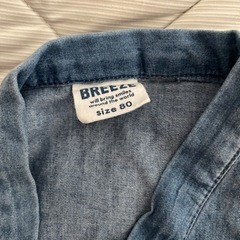 BREEZE
will bring smiles
around the world
size 80